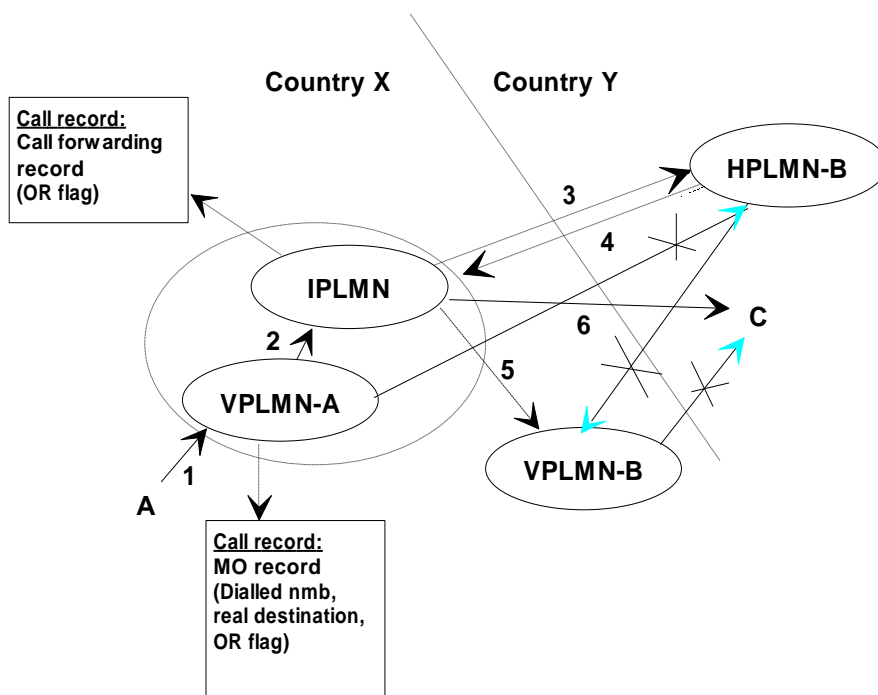 Country X
Country Y
Call record:
Call forwarding
record
(OR flag)
HPLMN-B
3
4
IPLMN
C
6
2
5
VPLMN-A
VPLMN-B
1
A
Call record:
MO record
(Dialled nmb,
real destination,
OR flag)